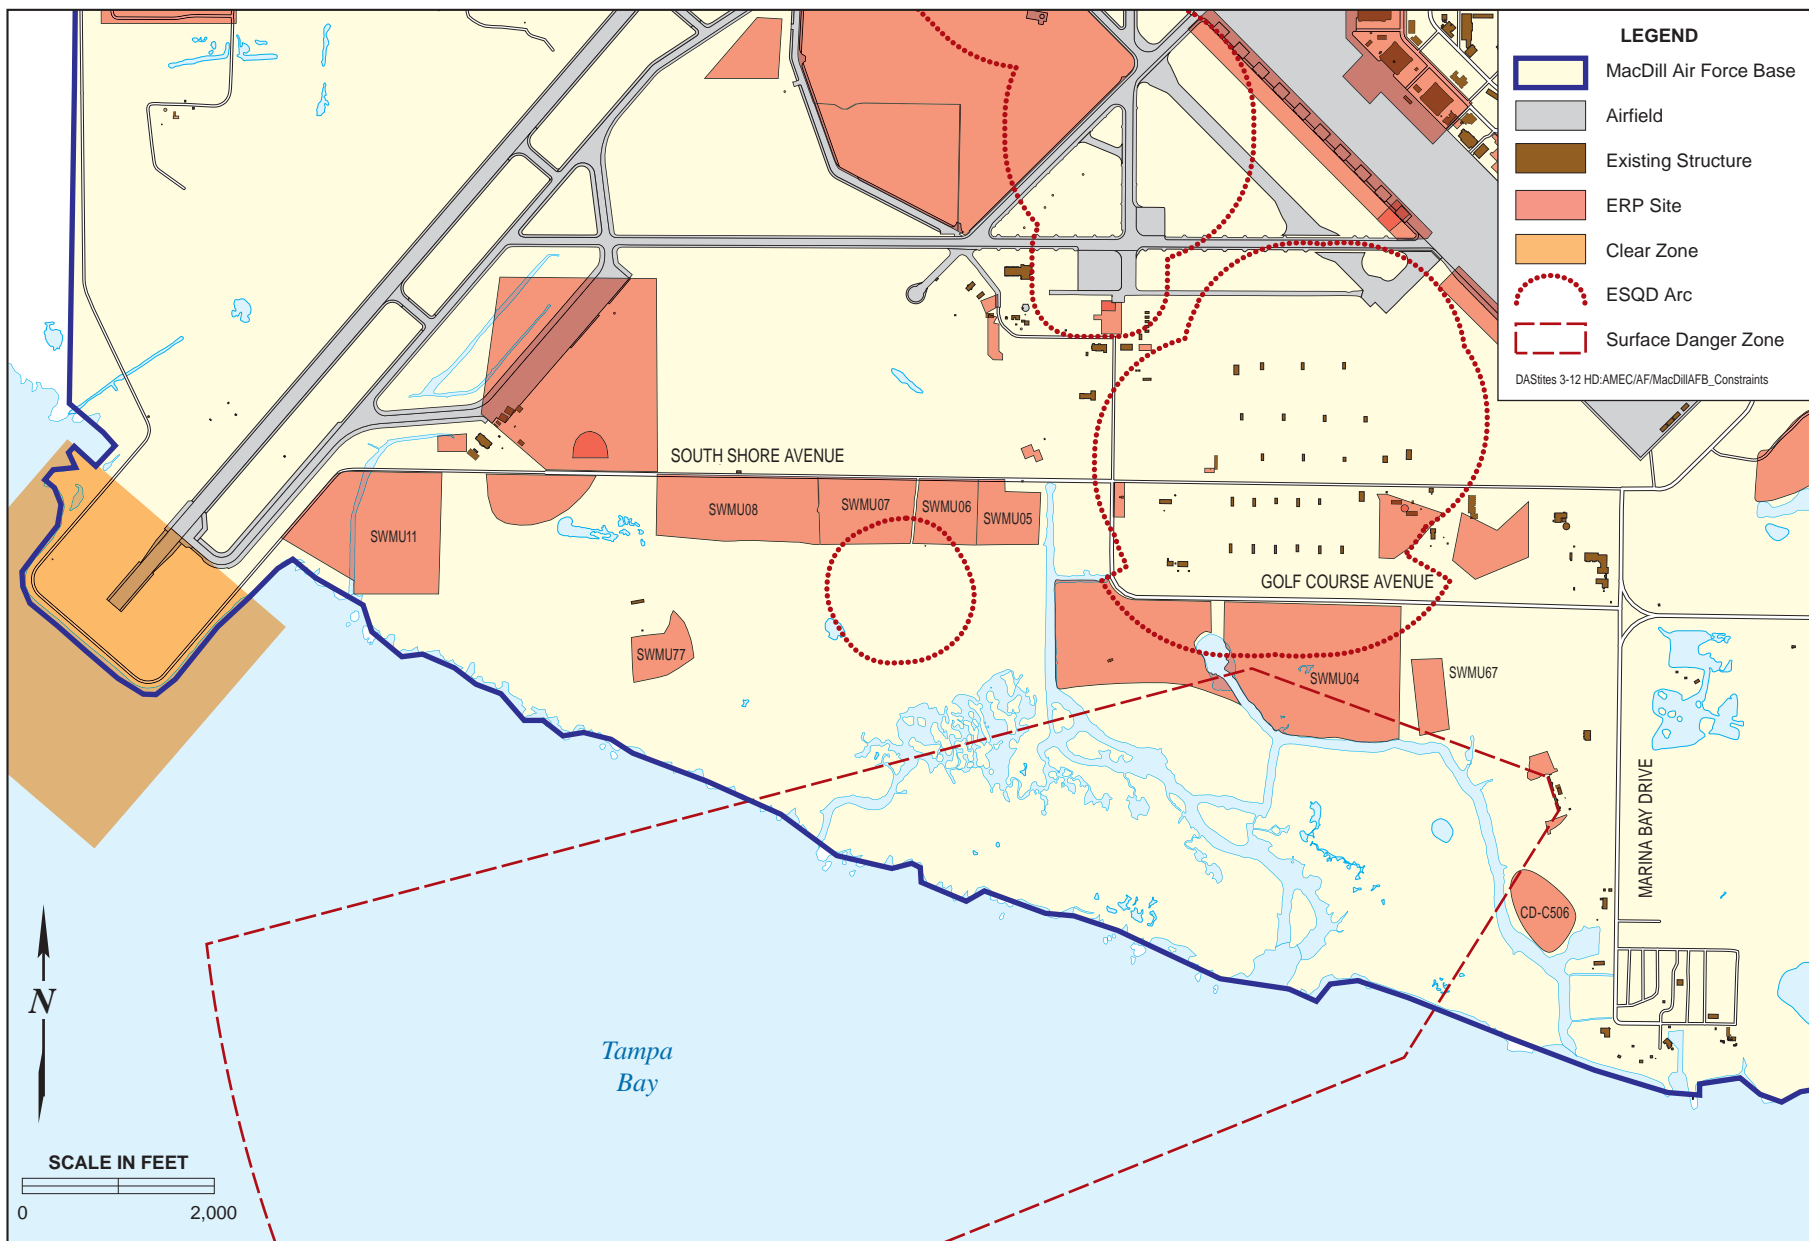 LEGEND
MacDill Air Force Base
Airfield
Existing Structure
ERP Site
Clear Zone
ESQD Arc
Surface Danger Zone
DAStites 3-12 HD:AMEC/AF/MacDillAFB_Constraints
SOUTH SHORE AVENUE
SWMU11
SWMU08
SWMU07
SWMU06
SWMU05
GOLF COURSE AVENUE
SWMU77
SWMU04
SWMU67
MARINA BAY DRIVE
CD-C506
N
Tampa
Bay
SCALE IN FEET
0 2,000